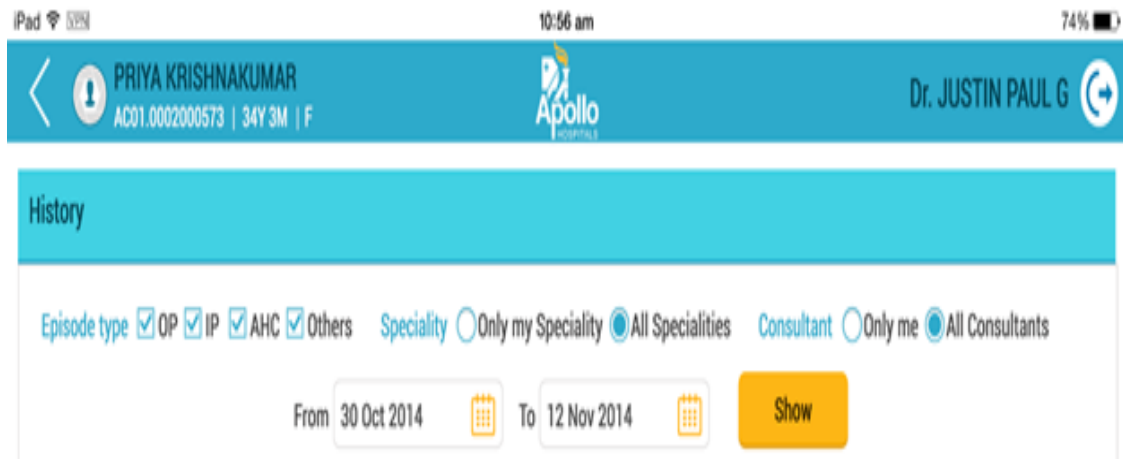 iPad VPN 10:56 am 74%
PRIYA KRISHNAKUMAR
AC01.0002000573 | 34Y 3M | F
Apollo
HOSPITALS
Dr. JUSTIN PAUL G
History
Episode type OP IP AHC Others Speciality Only my Speciality All Specialities Consultant Only me All Consultants
From 30 Oct 2014 To 12 Nov 2014 Show